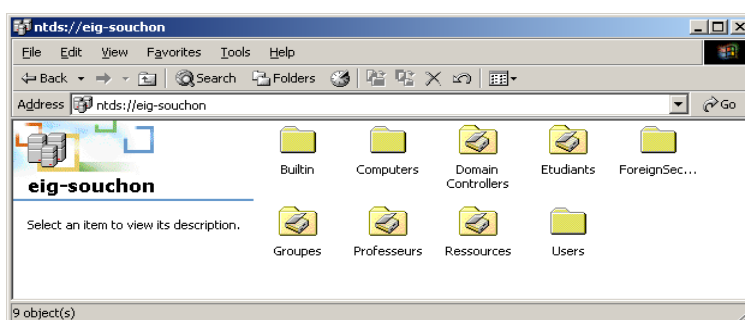 ntds://eig-souchon
File Edit View Favorites Tools Help
Back Search Folders
Address ntds://eig-souchon Go
eig-souchon
Select an item to view its description.
Builtin Computers Domain Controllers Etudiants ForeignSec...
Groupes Professeurs Ressources Users
9 object(s)